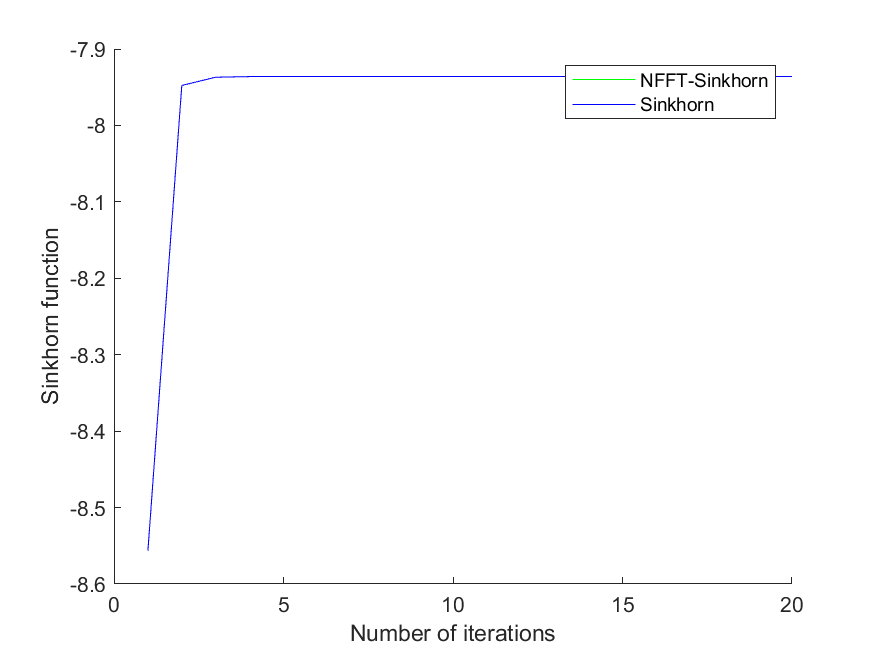 -7.9
-8
-8.1
-8.2
-8.3
-8.4
-8.5
-8.6
Sinkhorn function
NFFT-Sinkhorn
Sinkhorn
0 5 10 15 20
Number of iterations